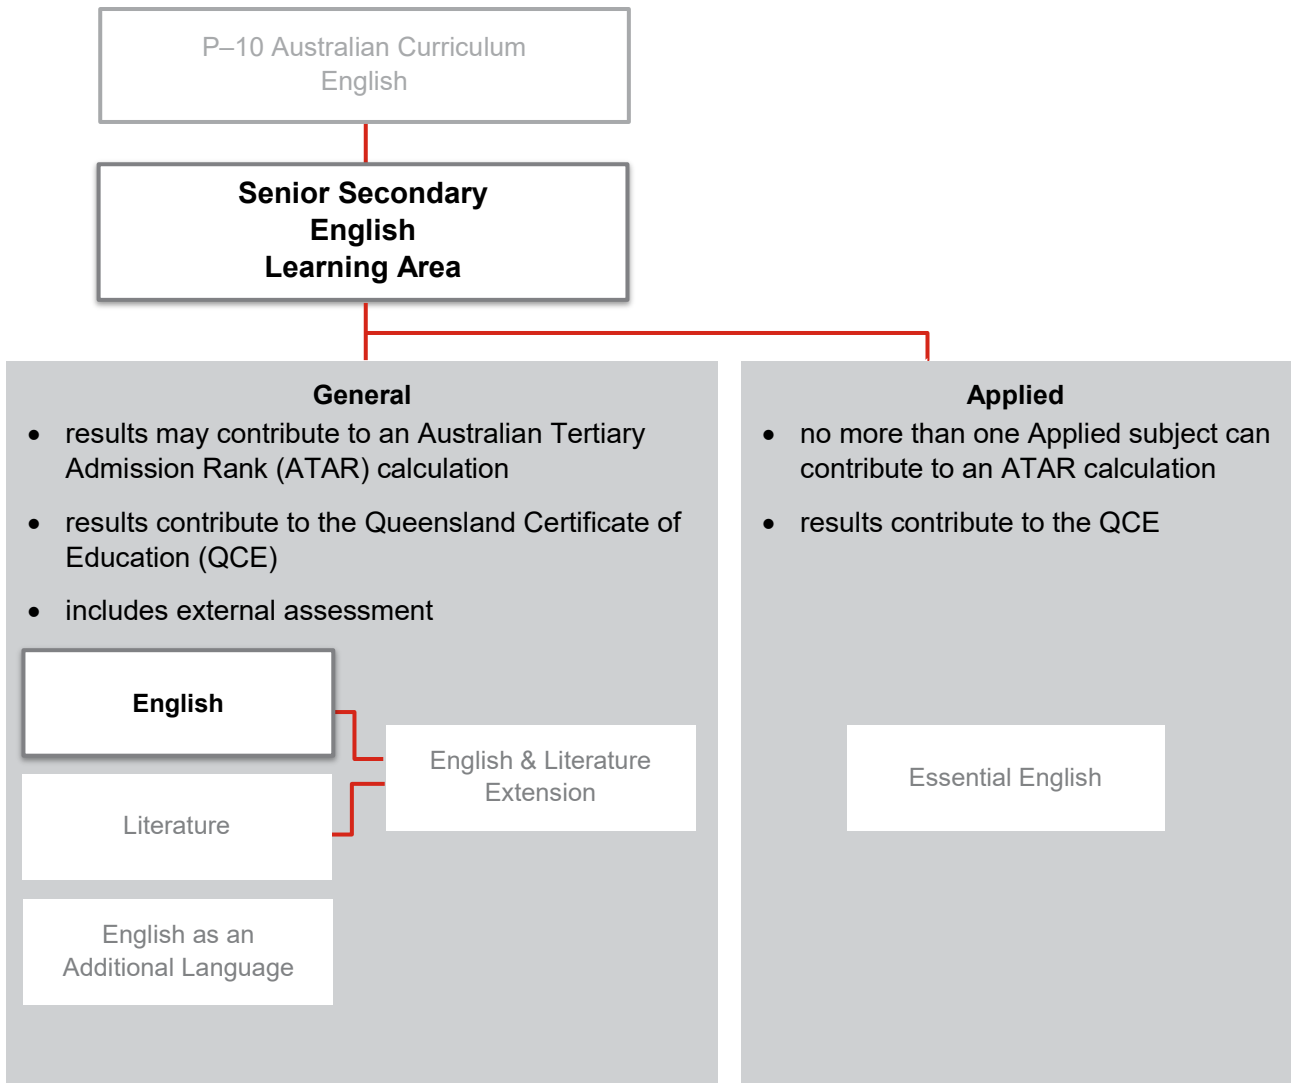 P–10 Australian Curriculum
English
Senior Secondary
English
Learning Area
General
• results may contribute to an Australian Tertiary
Admission Rank (ATAR) calculation
• results contribute to the Queensland Certificate of
Education (QCE)
• includes external assessment
English
Literature
English as an
Additional Language
English & Literature
Extension
Applied
• no more than one Applied subject can
contribute to an ATAR calculation
• results contribute to the QCE
Essential English